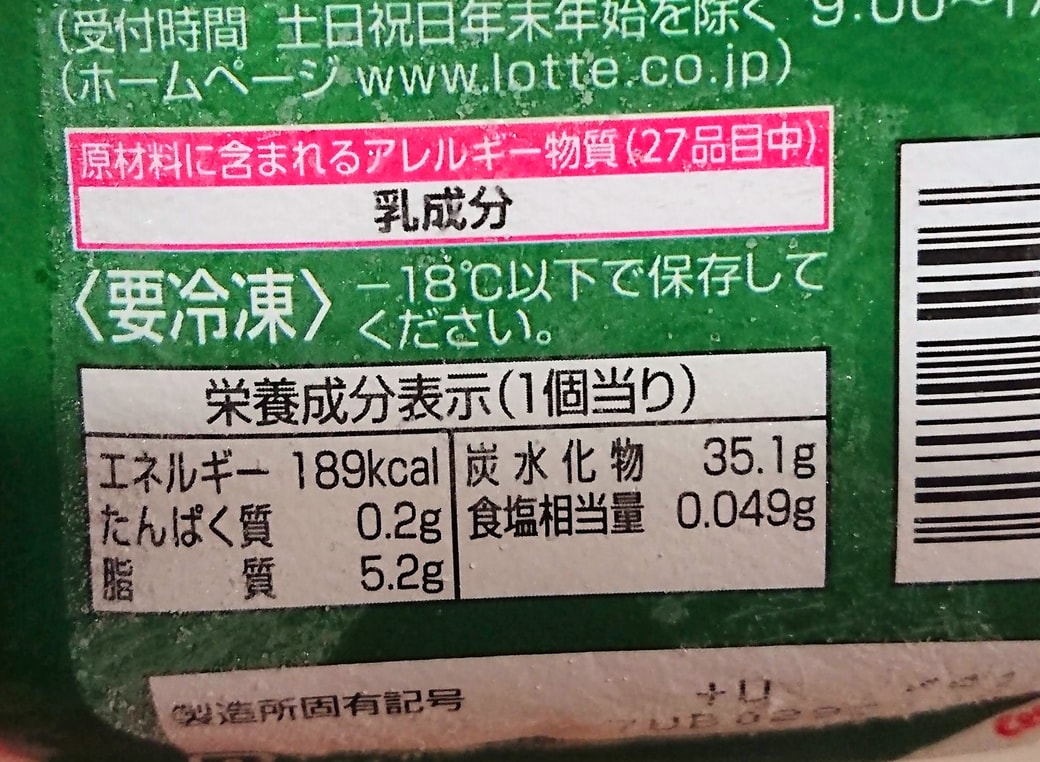 (受付時間 土日祝日年末年始を除く 9:00〜17
(ホームページ www.lotte.co.jp)
原材料に含まれるアレルギー物質(27品目中)
乳成分
〈要冷凍〉 −18℃以下で保存して
ください。
栄養成分表示(1個当り)
エネルギー 189kcal 炭水化物 35.1g
たんぱく質 0.2g 食塩相当量 0.049g
脂質 5.2g
製造所固有記号 +U